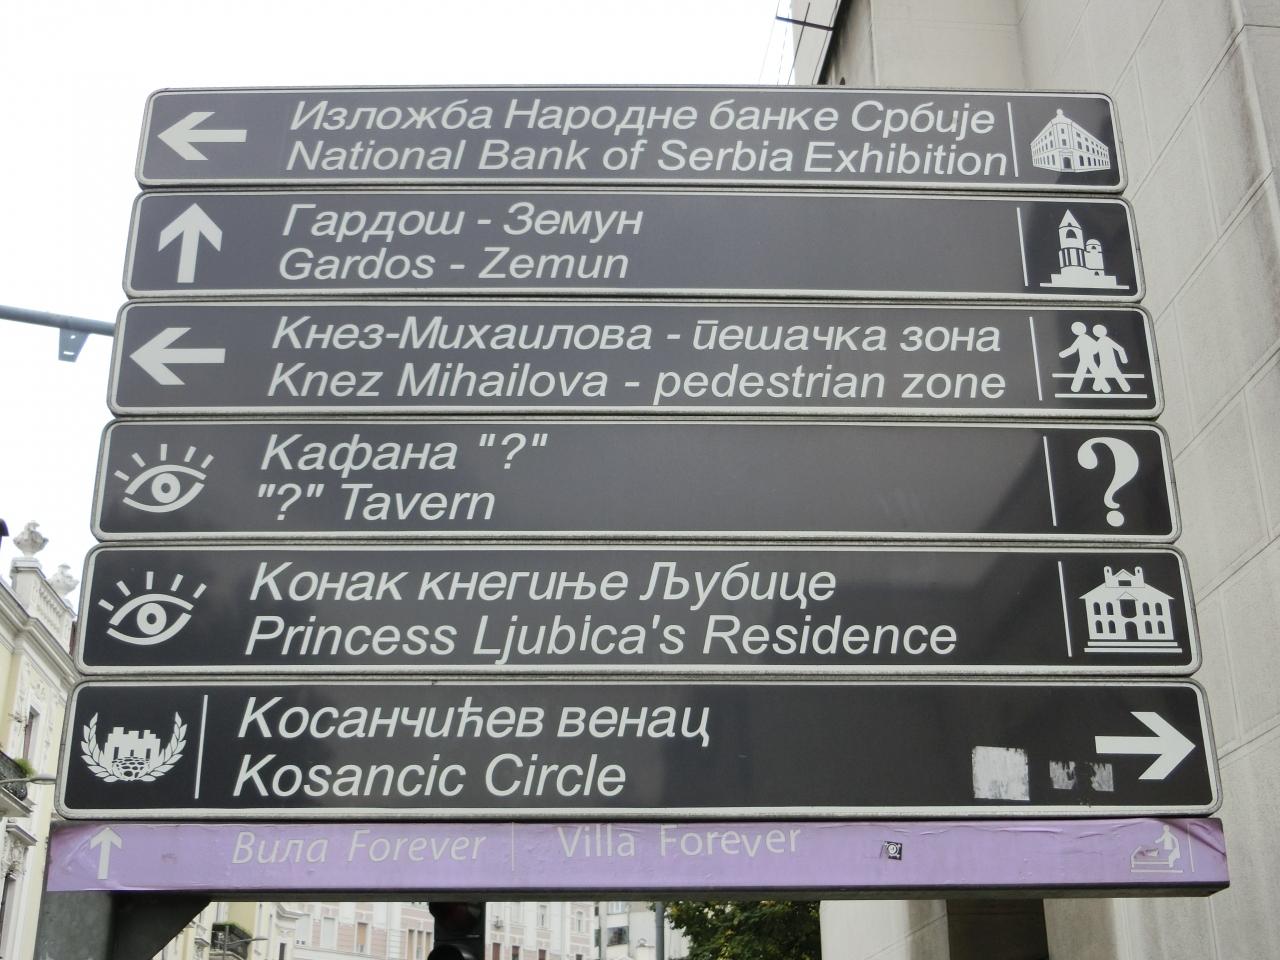 Изложба Народне банке Србије
National Bank of Serbia Exhibition
Гардош - Земун
Gardos - Zemun
Кнез-Михаилова - пешачка зона
Knez Mihailova - pedestrian zone
Кафана "?"
"?" Tavern
?
Конак кнегиње Љубице
Princess Ljubica's Residence
Косанчићев венац
Kosancic Circle
Вила Forever | Villa Forever